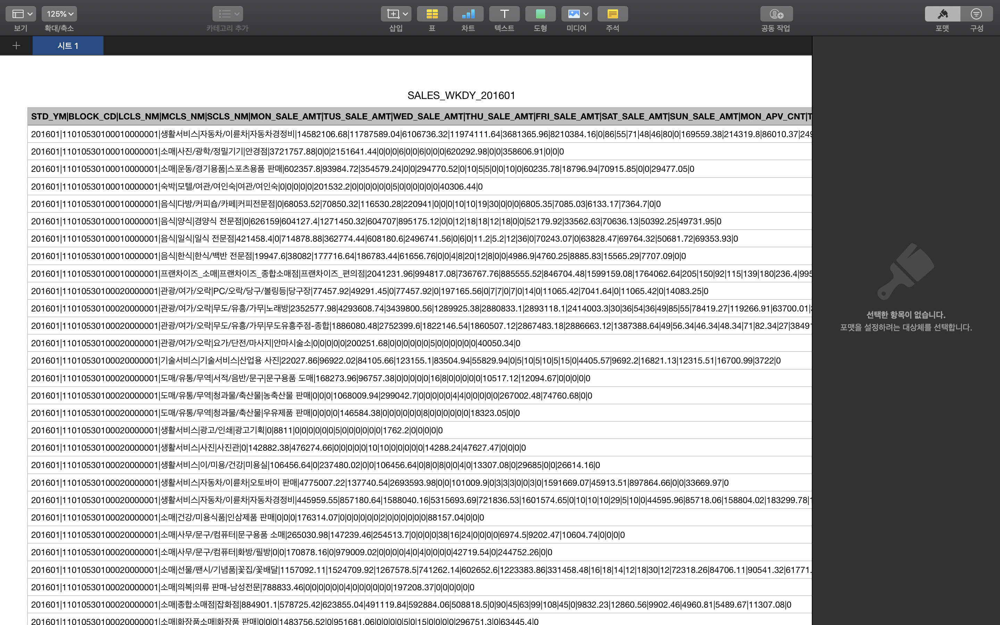 125%
보기
확대/축소
카테고리 추가
삽입
표
차트
텍스트
도형
미디어
주석
공동 작업
포맷
구성
시트 1
SALES_WKDY_201601
STD_YM|BLOCK_CD|LCLS_NM|MCLS_NM|SCLS_NM|MON_SALE_AMT|TUS_SALE_AMT|WED_SALE_AMT|THU_SALE_AMT|FRI_SALE_AMT|SAT_SALE_AMT|SUN_SALE_AMT|MON_APV_CNT|T
201601|11010530100010000001|생활서비스|자동차/이륜차|자동차경정비|14582106.68|11787589.04|6106736.32|11974111.64|3681365.96|8210384.16|0|86|55|71|48|46|80|0|169559.38|214319.8|86010.37|249
201601|11010530100010000001|소매|사진/광학/정밀기기|안경점|3721757.88|0|0|2151641.44|0|0|0|6|0|0|6|0|0|0|620292.98|0|0|358606.91|0|0|0
201601|11010530100010000001|소매|운동/경기용품|스포츠용품 판매|602357.8|93984.72|354579.24|0|0|294770.52|0|10|5|5|0|0|10|0|60235.78|18796.94|70915.85|0|0|29477.05|0
201601|11010530100010000001|숙박|모텔/여관/여인숙|여관/여인숙|0|0|0|0|0|201532.2|0|0|0|0|0|0|5|0|0|0|0|0|0|40306.44|0
201601|11010530100010000001|음식|다방/커피숍/카페|커피전문점|0|68053.52|70850.32|116530.28|220941|0|0|0|10|10|19|30|0|0|0|6805.35|7085.03|6133.17|7364.7|0|0
201601|11010530100010000001|음식|양식|경양식 전문점|0|626159|604127.4|1271450.32|604707|895175.12|0|0|12|18|18|12|18|0|0|52179.92|33562.63|70636.13|50392.25|49731.95|0
201601|11010530100010000001|음식|일식|일식 전문점|421458.4|0|714878.88|362774.44|608180.6|2496741.56|0|6|0|11.2|5.2|12|36|0|70243.07|0|63828.47|69764.32|50681.72|69353.93|0
201601|11010530100010000001|음식|한식|한식/백반 전문점|19947.6|38082|177716.64|186783.44|61656.76|0|0|4|8|20|12|8|0|0|4986.9|4760.25|8885.83|15565.29|7707.09|0|0
201601|11010530100010000001|프랜차이즈_소매|프랜차이즈_종합소매점|프랜차이즈_편의점|2041231.96|994817.08|736767.76|885555.52|846704.48|1599159.08|1764062.64|205|150|92|115|139|180|236.4|995
201601|11010530100020000001|관광/여가/오락|PC/오락/당구/볼링등|당구장|77457.92|49291.45|0|77457.92|0|197165.56|0|7|7|0|7|0|14|0|11065.42|7041.64|0|11065.42|0|14083.25|0
201601|11010530100020000001|관광/여가/오락|무도/유흥/가무|노래방|2352577.98|4293608.74|3439800.56|1289925.38|2880833.1|2893118.1|2414003.3|30|36|54|36|49|85|55|78419.27|119266.91|63700.01|
201601|11010530100020000001|관광/여가/오락|무도/유흥/가무|무도유흥주점-종합|1886080.48|2752399.6|1822146.54|1860507.12|2867483.18|2886663.12|1387388.64|49|56.34|46.34|48.34|71|82.34|27|38491
201601|11010530100020000001|관광/여가/오락|요가/단전/마사지|안마시술소|0|0|0|0|0|200251.68|0|0|0|0|0|0|5|0|0|0|0|0|0|40050.34|0
201601|11010530100020000001|기술서비스|기술서비스|산업용 사진|22027.86|96922.02|84105.66|123155.1|83504.94|55829.94|0|5|10|5|10|5|15|0|4405.57|9692.2|16821.13|12315.51|16700.99|3722|0
201601|11010530100020000001|도매/유통/무역|서적/음반/문구|문구용품 도매|168273.96|96757.38|0|0|0|0|0|16|8|0|0|0|0|0|10517.12|12094.67|0|0|0|0|0
201601|11010530100020000001|도매/유통/무역|청과물/축산물|농축산물 판매|0|0|0|1068009.94|299042.7|0|0|0|0|0|4|4|0|0|0|0|0|267002.48|74760.68|0|0
201601|11010530100020000001|도매/유통/무역|청과물/축산물|우유제품 판매|0|0|0|0|146584.38|0|0|0|0|0|0|8|0|0|0|0|0|0|18323.05|0|0
201601|11010530100020000001|생활서비스|광고/인쇄|광고기획|0|8811|0|0|0|0|0|0|5|0|0|0|0|0|0|1762.2|0|0|0|0|0
201601|11010530100020000001|생활서비스|사진|사진관|0|142882.38|476274.66|0|0|0|0|0|10|10|0|0|0|0|0|14288.24|47627.47|0|0|0|0
201601|11010530100020000001|생활서비스|이/미용/건강|미용실|106456.64|0|237480.02|0|0|106456.64|0|8|0|8|0|0|4|0|13307.08|0|29685|0|0|26614.16|0
201601|11010530100020000001|생활서비스|자동차/이륜차|오토바이 판매|4775007.22|137740.54|2693593.98|0|0|101009.9|0|3|3|3|0|0|3|0|1591669.07|45913.51|897864.66|0|0|33669.97|0
201601|11010530100020000001|생활서비스|자동차/이륜차|자동차경정비|445959.55|857180.64|1588040.16|5315693.69|721836.53|1601574.65|0|10|10|10|29|5|10|0|44595.96|85718.06|158804.02|183299.78|1
201601|11010530100020000001|소매|건강/미용식품|인삼제품 판매|0|0|0|176314.07|0|0|0|0|0|0|2|0|0|0|0|0|0|88157.04|0|0|0
201601|11010530100020000001|소매|사무/문구/컴퓨터|문구용품 소매|265030.98|147239.46|254513.7|0|0|0|0|38|16|24|0|0|0|0|6974.5|9202.47|10604.74|0|0|0|0
201601|11010530100020000001|소매|사무/문구/컴퓨터|화방/필방|0|0|170878.16|0|979009.02|0|0|0|0|4|0|4|0|0|0|0|42719.54|0|244752.26|0|0
201601|11010530100020000001|소매|선물/팬시/기념품|꽃집/꽃배달|1157092.11|1524709.92|1267578.5|741262.14|602652.6|1223383.86|331458.48|16|18|14|12|18|30|12|72318.26|84706.11|90541.32|61771.
201601|11010530100020000001|소매|의복|의류 판매-남성전문|788833.46|0|0|0|0|0|0|4|0|0|0|0|0|0|197208.37|0|0|0|0|0|0
201601|11010530100020000001|소매|종합소매점|잡화점|884901.1|578725.42|623855.04|491119.84|592884.06|508818.5|0|90|45|63|99|108|45|0|9832.23|12860.56|9902.46|4960.81|5489.67|11307.08|0
201601|11010530100020000001|소매|화장품소매|화장품 판매|0|0|0|1483756.52|0|951681.06|0|0|0|0|5|0|15|0|0|0|0|296751.3|0|63445.4|0
선택한 항목이 없습니다.
포맷을 설정하려는 대상체를 선택합니다.